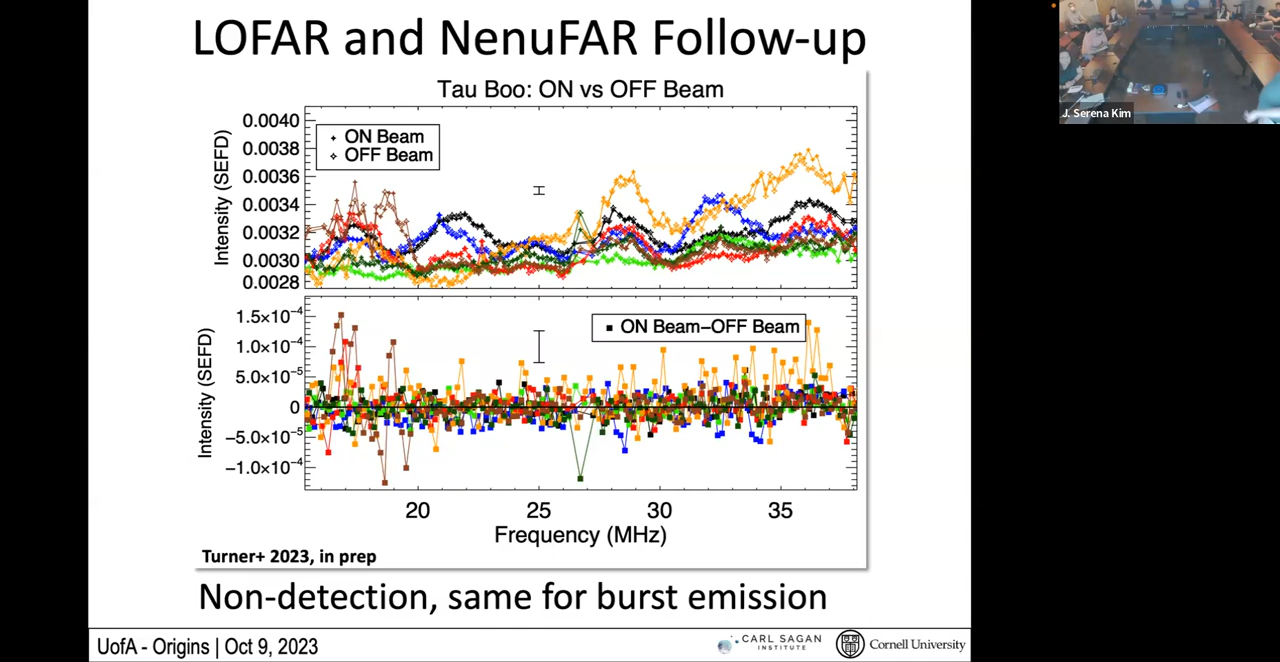 LOFAR and NenuFAR Follow-up
J. Serena Kim
Tau Boo: ON vs OFF Beam
Intensity (SEFD)
0.0040
0.0038
0.0036
0.0034
0.0032
0.0030
0.0028
ON Beam
OFF Beam
Intensity (SEFD)
1.5×10⁻⁴
1.0×10⁻⁴
5.0×10⁻⁵
0
−5.0×10⁻⁵
−1.0×10⁻⁴
ON Beam−OFF Beam
20 25 30 35
Frequency (MHz)
Turner+ 2023, in prep
Non-detection, same for burst emission
UofA - Origins | Oct 9, 2023
CARL SAGAN
INSTITUTE
Cornell University